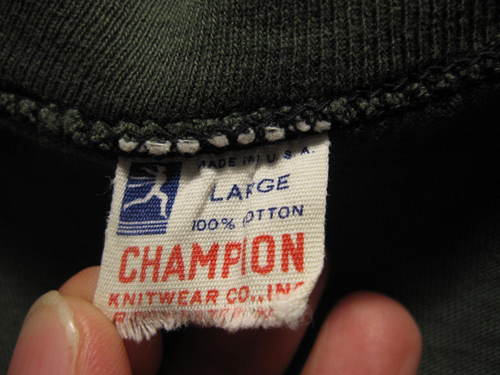 MADE IN U.S.A.
LARGE
100% COTTON
CHAMPION
KNITWEAR CO., INC